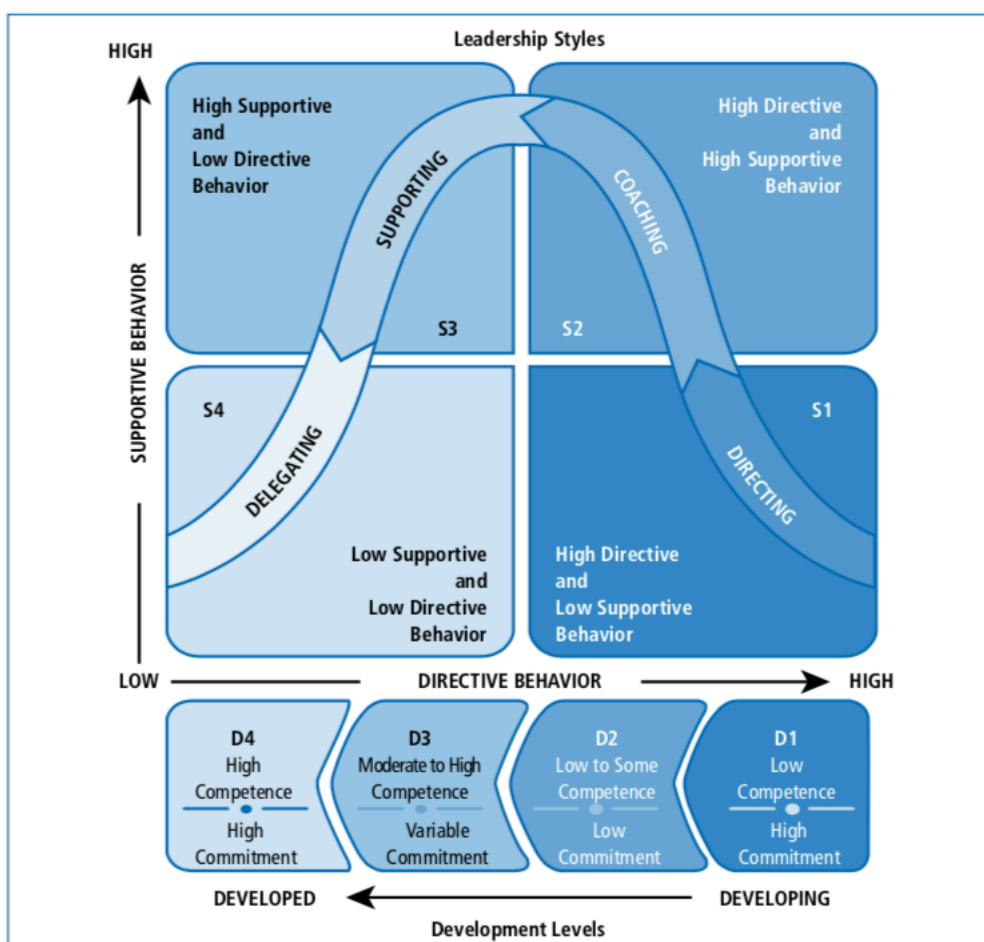 Leadership Styles
HIGH
SUPPORTIVE BEHAVIOR
High Supportive
and
Low Directive
Behavior
SUPPORTING
S3
High Directive
and
High Supportive
Behavior
COACHING
S2
S4
DELEGATING
Low Supportive
and
Low Directive
Behavior
S1
DIRECTING
High Directive
and
Low Supportive
Behavior
LOW
DIRECTIVE BEHAVIOR
HIGH
D4
High
Competence
High
Commitment
D3
Moderate to High
Competence
Variable
Commitment
D2
Low to Some
Competence
Low
Commitment
D1
Low
Competence
High
Commitment
DEVELOPED
DEVELOPING
Development Levels